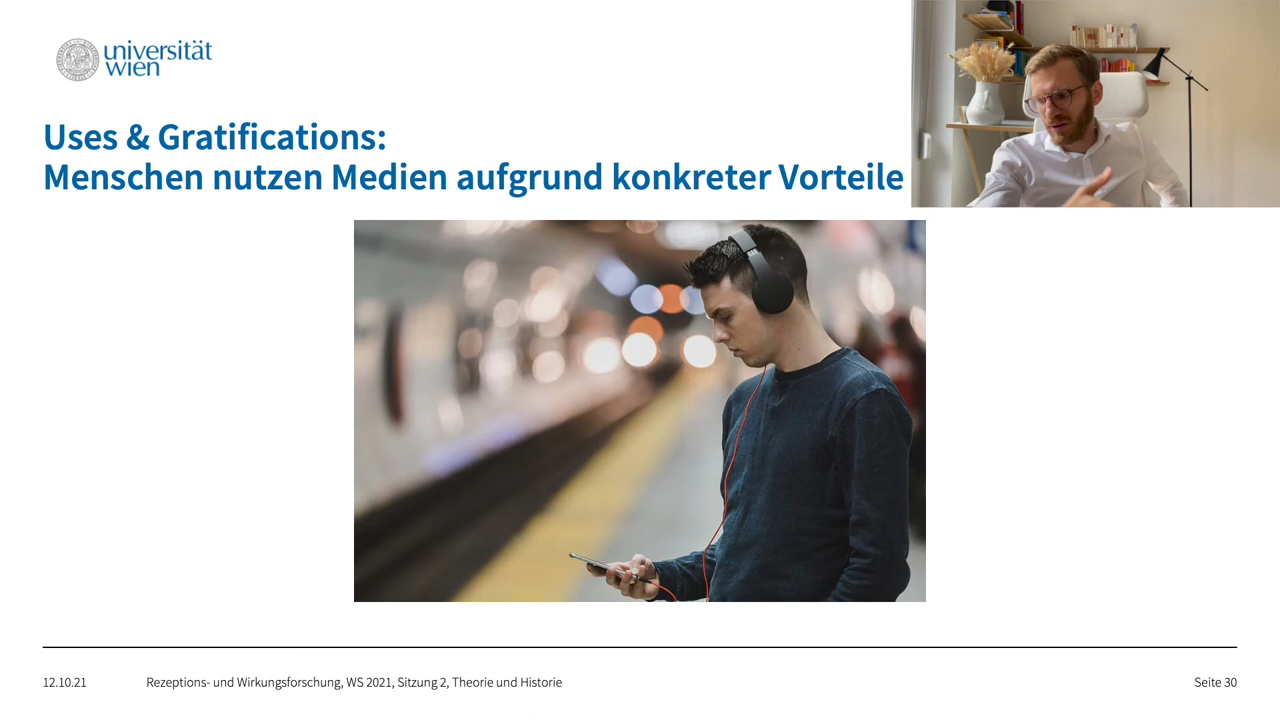 universität
wien
Uses & Gratifications:
Menschen nutzen Medien aufgrund konkreter Vorteile
12.10.21 Rezeptions- und Wirkungsforschung, WS 2021, Sitzung 2, Theorie und Historie Seite 30